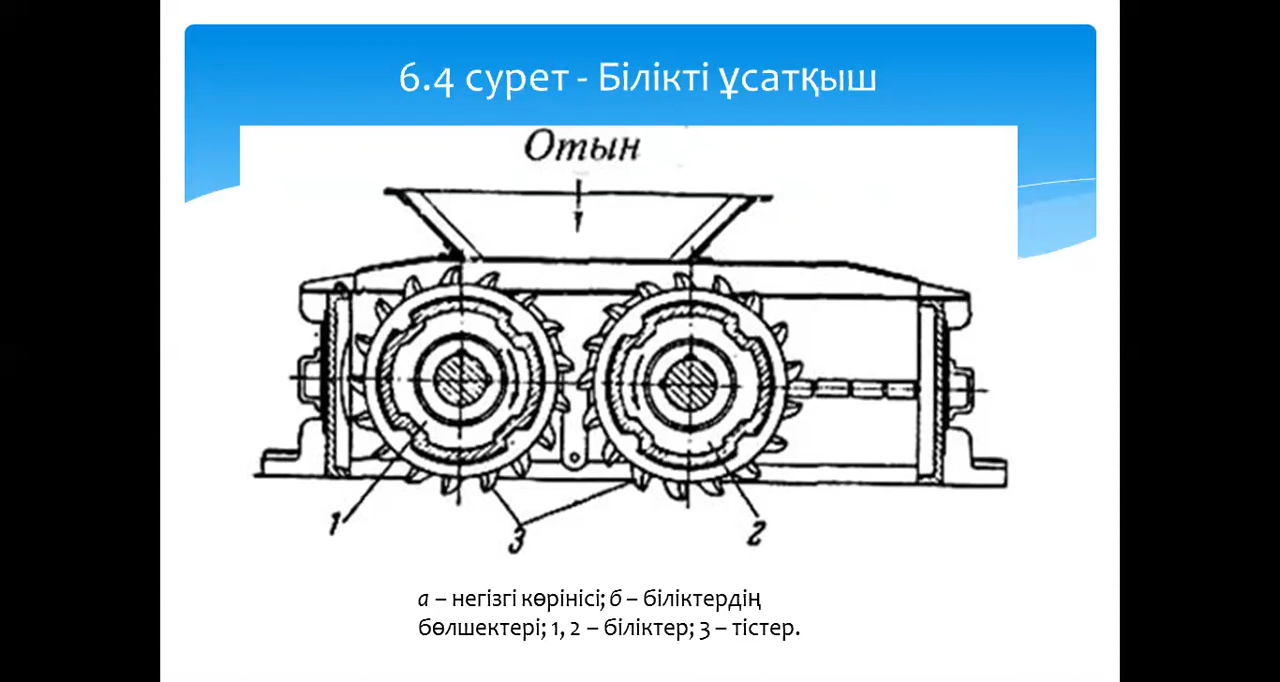 6.4 сурет - Білікті ұсатқыш
Отын
1
3
2
а – негізгі көрінісі; б – біліктердің
бөлшектері; 1, 2 – біліктер; 3 – тістер.